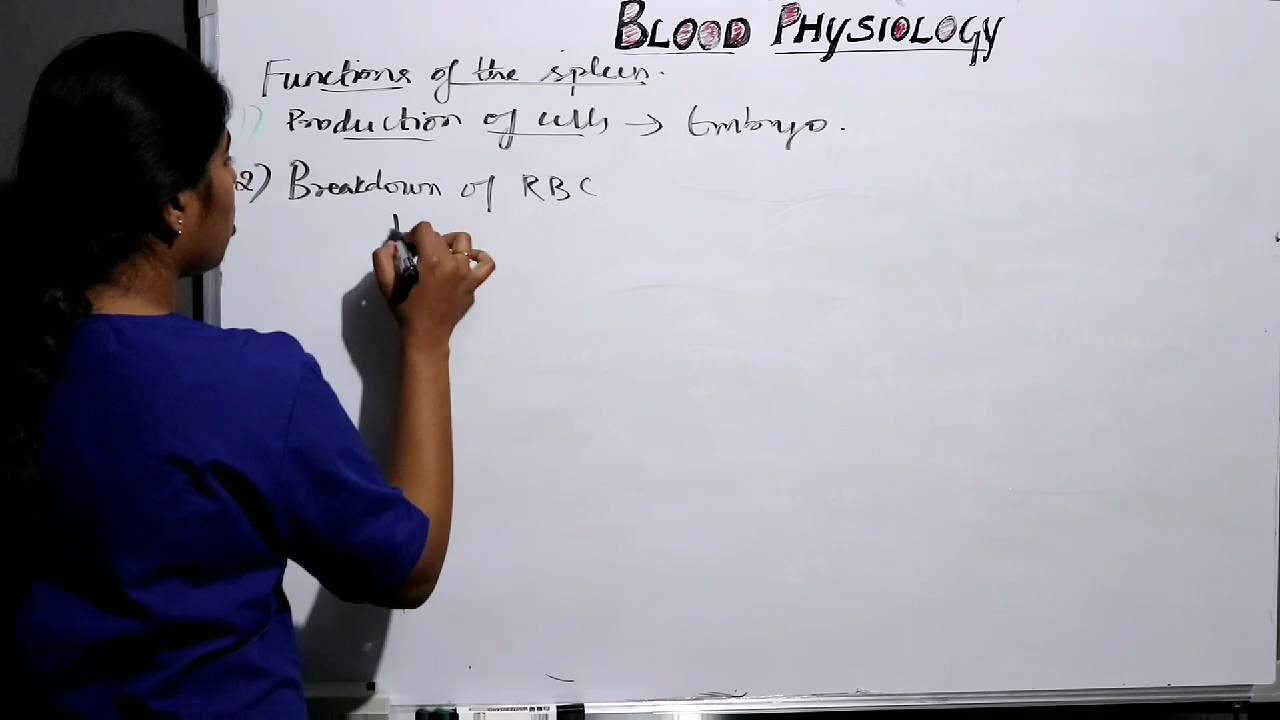 BLOOD PHYSIOLOGY
Functions of the spleen.
1) Production of cells → Embryo.
2) Breakdown of RBC